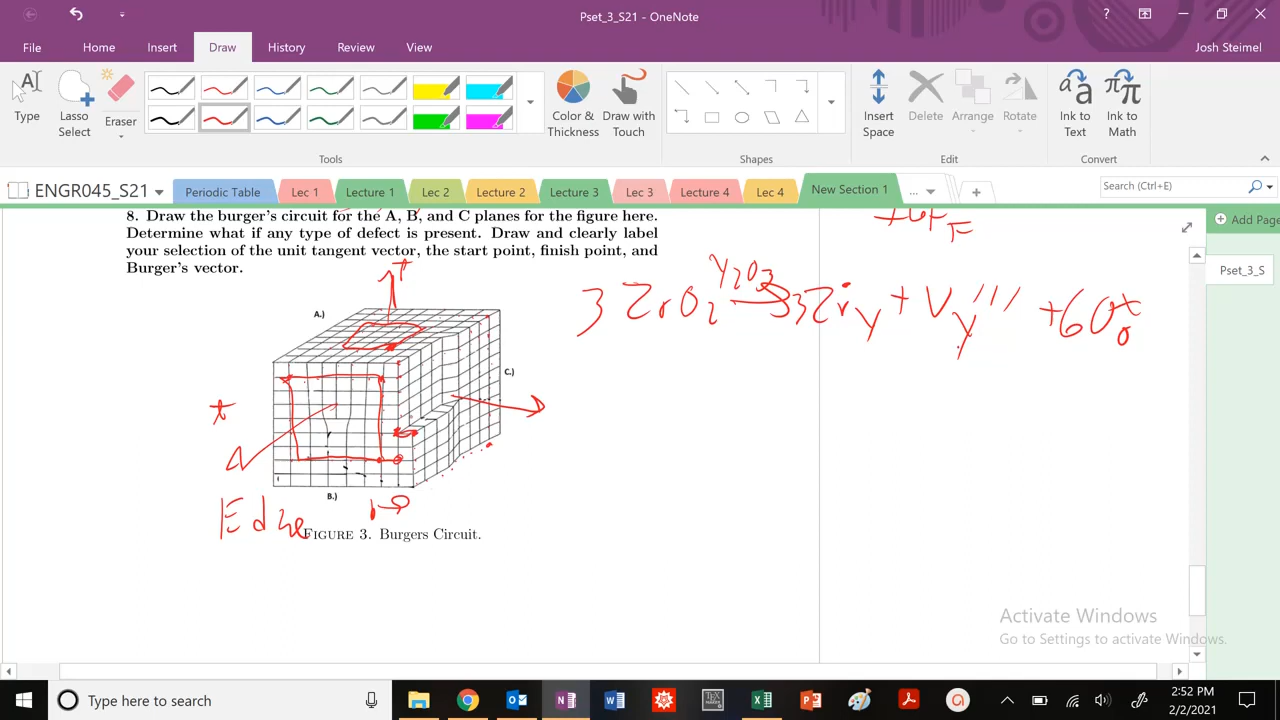 Pset_3_S21 - OneNote
File Home Insert Draw History Review View Josh Steimel
Type
Lasso Select
Eraser
Color & Thickness
Draw with Touch
Insert Space
Delete
Arrange
Rotate
Ink to Text
Ink to Math
Tools Shapes Edit Convert
ENGR045_S21 Periodic Table Lec 1 Lecture 1 Lec 2 Lecture 2 Lecture 3 Lec 3 Lecture 4 Lec 4 New Section 1 ... Search (Ctrl+E)
Add Page
Pset_3_S
8. Draw the burger's circuit for the A, B, and C planes for the figure here.
Determine what if any type of defect is present. Draw and clearly label
your selection of the unit tangent vector, the start point, finish point, and
Burger's vector.
3 ZrO2 Y2O3 → 3Zr˙Y + VY''' + 6OxO
A.)
C.)
t
B.)
Edge
FIGURE 3. Burgers Circuit.
Activate Windows
Go to Settings to activate Windows.
Type here to search
2:52 PM
2/2/2021